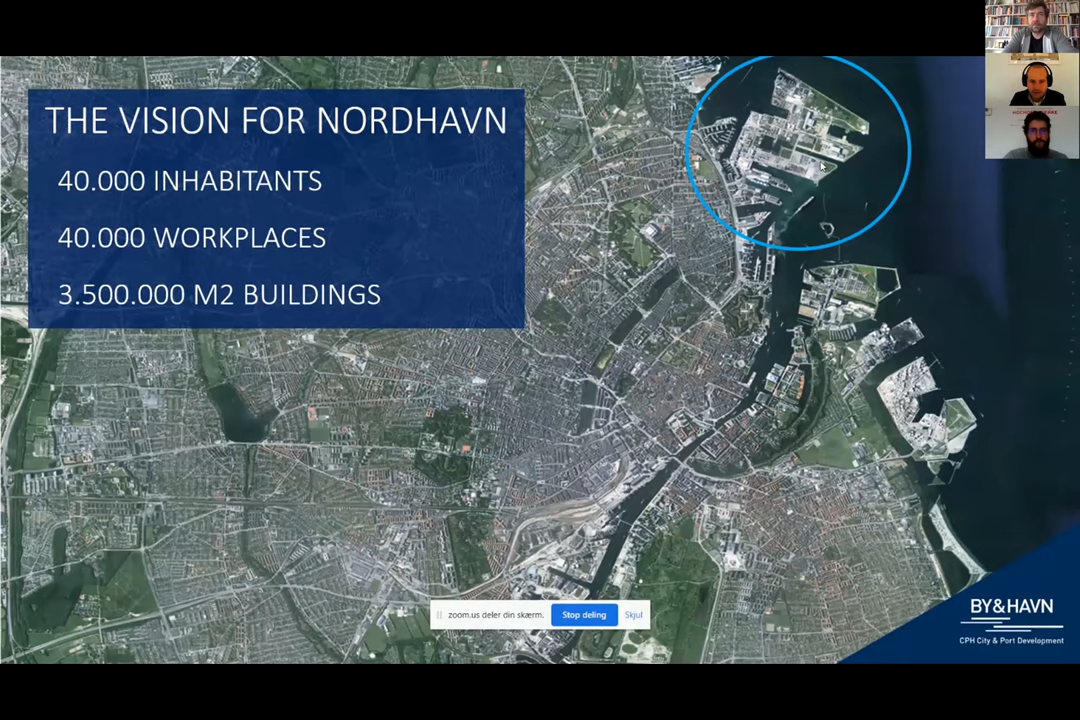 THE VISION FOR NORDHAVN
40.000 INHABITANTS
40.000 WORKPLACES
3.500.000 M2 BUILDINGS
zoom.us deler din skærm. Stop deling Skjul
BY&HAVN
CPH City & Port Development